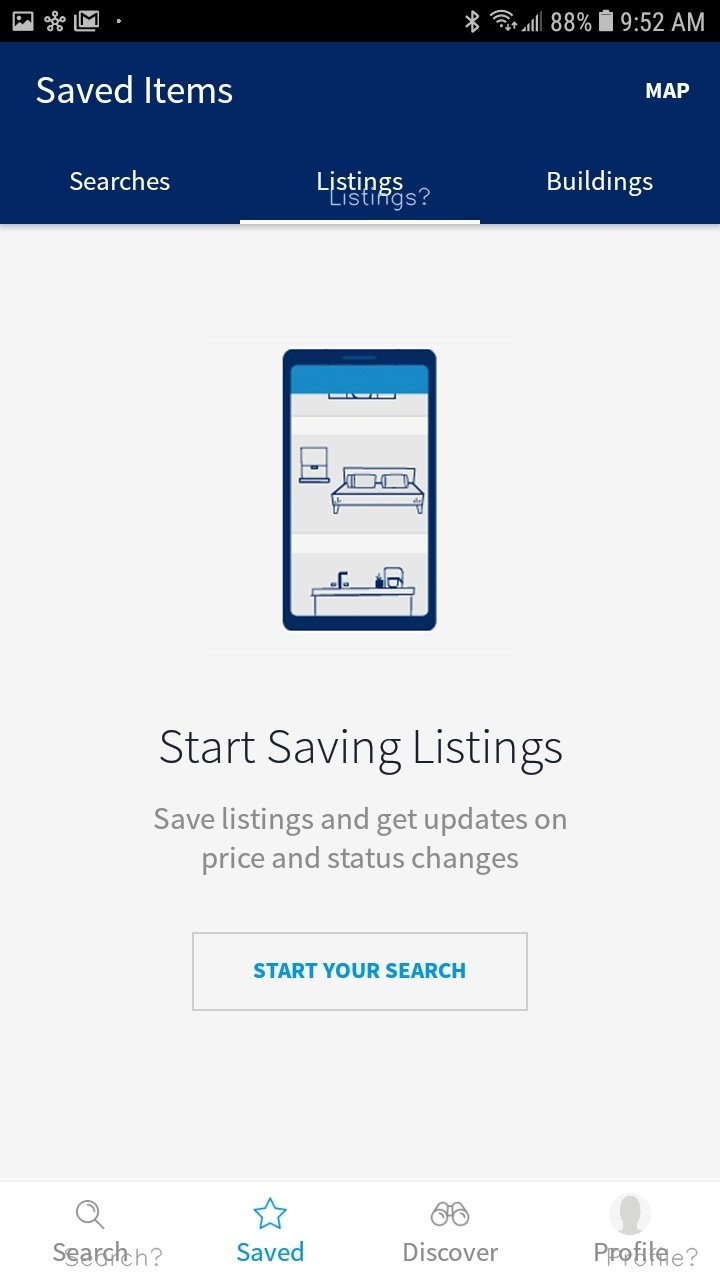 88% 9:52 AM
Saved Items MAP
Searches Listings Buildings
Listings?
Start Saving Listings
Save listings and get updates on
price and status changes
START YOUR SEARCH
Search Saved Discover Profile
Search? Profile?